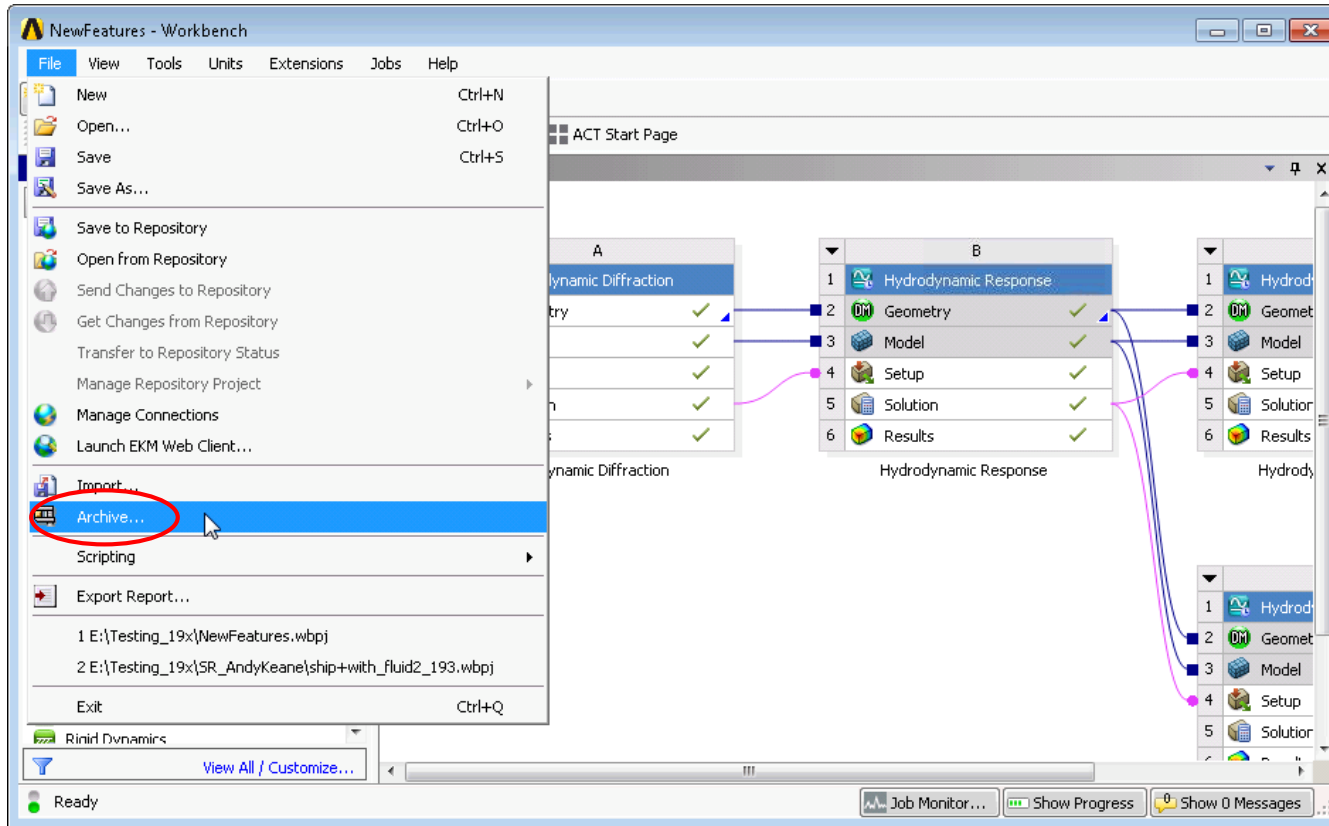 NewFeatures - Workbench
File View Tools Units Extensions Jobs Help
New Ctrl+N
Open... Ctrl+O
Save Ctrl+S
Save As...
Save to Repository
Open from Repository
Send Changes to Repository
Get Changes from Repository
Transfer to Repository Status
Manage Repository Project
Manage Connections
Launch EKM Web Client...
Import...
Archive...
Scripting
Export Report...
1 E:\Testing_19x\NewFeatures.wbpj
2 E:\Testing_19x\SR_AndyKeane\ship+with_fluid2_193.wbpj
Exit Ctrl+Q
Rigid Dynamics
View All / Customize...
ACT Start Page
A
lynamic Diffraction
try
n
s
ynamic Diffraction
B
1 Hydrodynamic Response
2 DM Geometry
3 Model
4 Setup
5 Solution
6 Results
Hydrodynamic Response
1 Hydrod
2 DM Geomet
3 Model
4 Setup
5 Solution
6 Results
Hydrody
1 Hydrod
2 DM Geomet
3 Model
4 Setup
5 Solution
Ready
Job Monitor... Show Progress 0 Show 0 Messages